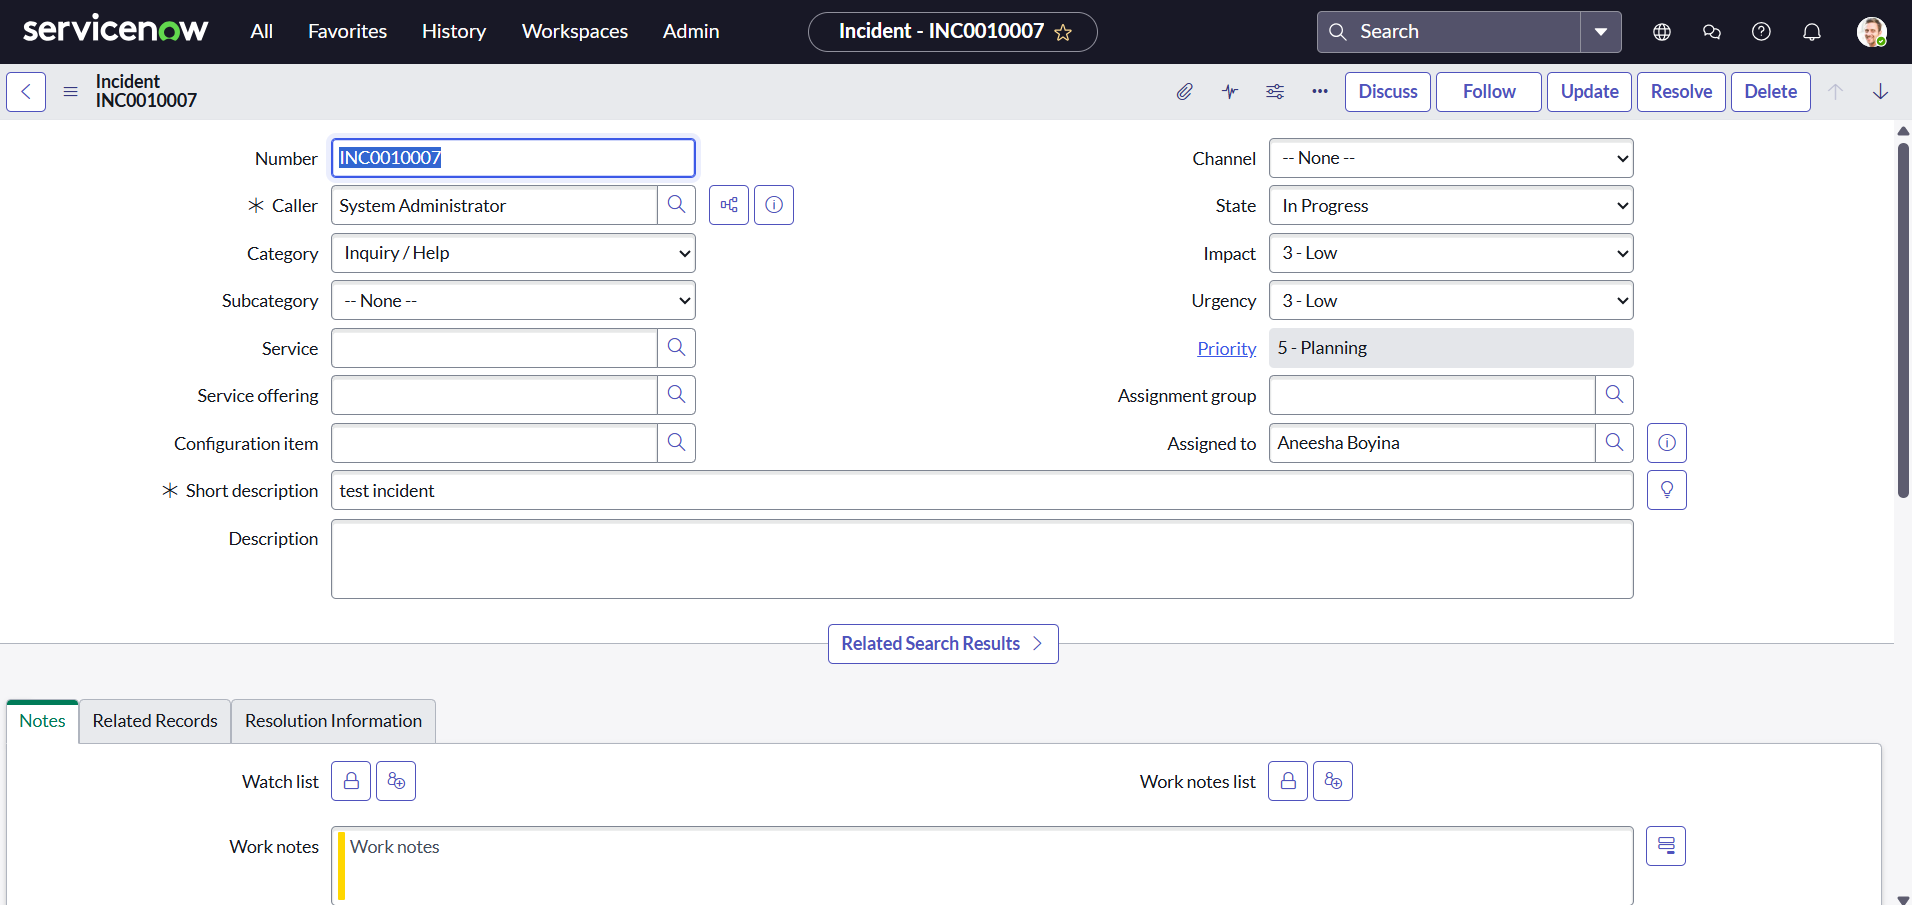 servicenow All Favorites History Workspaces Admin Incident - INC0010007 Search
Incident
INC0010007
Discuss Follow Update Resolve Delete
Number INC0010007 Channel -- None --
Caller System Administrator State In Progress
Category Inquiry / Help Impact 3 - Low
Subcategory -- None -- Urgency 3 - Low
Service Priority 5 - Planning
Service offering Assignment group
Configuration item Assigned to Aneesha Boyina
Short description test incident
Description
Related Search Results
Notes Related Records Resolution Information
Watch list Work notes list
Work notes Work notes